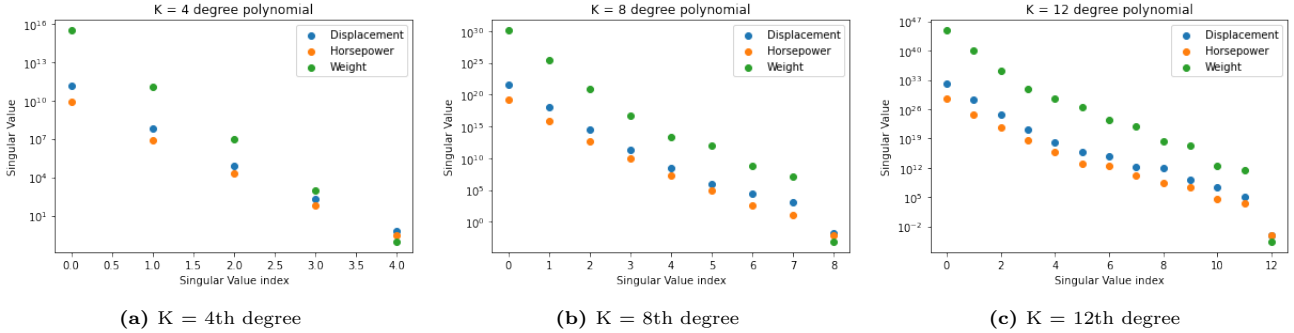 K = 4 degree polynomial
10^16
10^13
10^10
10^7
10^4
10^1
Singular Value
Displacement
Horsepower
Weight
0.0 0.5 1.0 1.5 2.0 2.5 3.0 3.5 4.0
Singular Value index
(a) K = 4th degree
K = 8 degree polynomial
10^30
10^25
10^20
10^15
10^10
10^5
10^0
Singular Value
Displacement
Horsepower
Weight
0 1 2 3 4 5 6 7 8
Singular Value index
(b) K = 8th degree
K = 12 degree polynomial
10^47
10^40
10^33
10^26
10^19
10^12
10^5
10^−2
Singular Value
Displacement
Horsepower
Weight
0 2 4 6 8 10 12
Singular Value index
(c) K = 12th degree